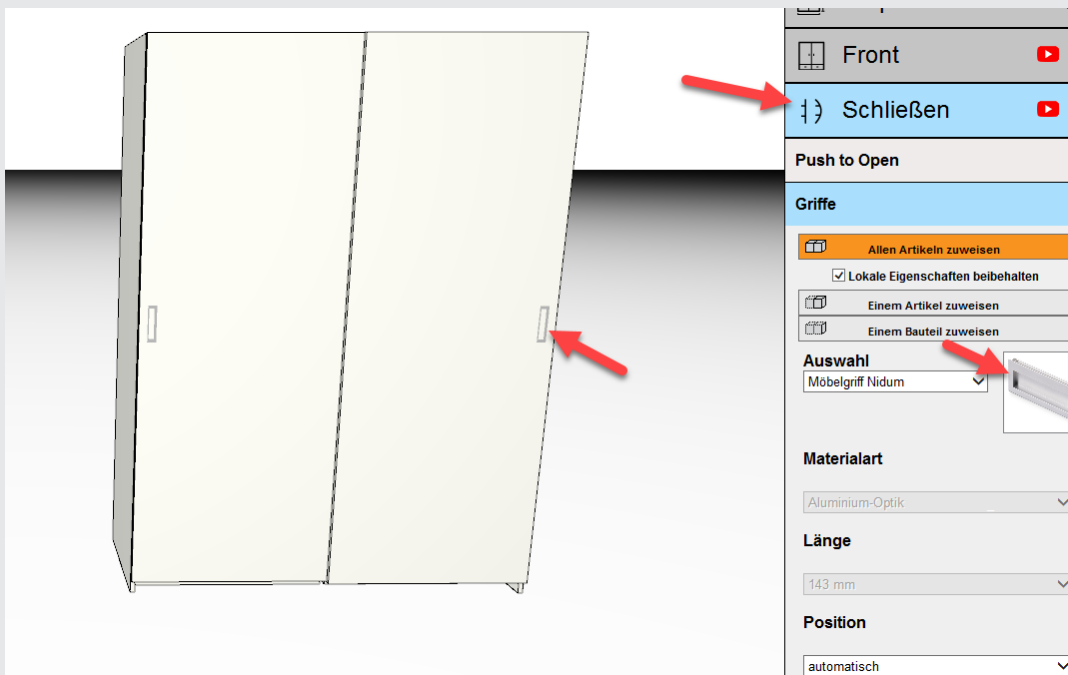 Front
Schließen
Push to Open
Griffe
Allen Artikeln zuweisen
Lokale Eigenschaften beibehalten
Einem Artikel zuweisen
Einem Bauteil zuweisen
Auswahl
Möbelgriff Nidum
Materialart
Aluminium-Optik
Länge
143 mm
Position
automatisch